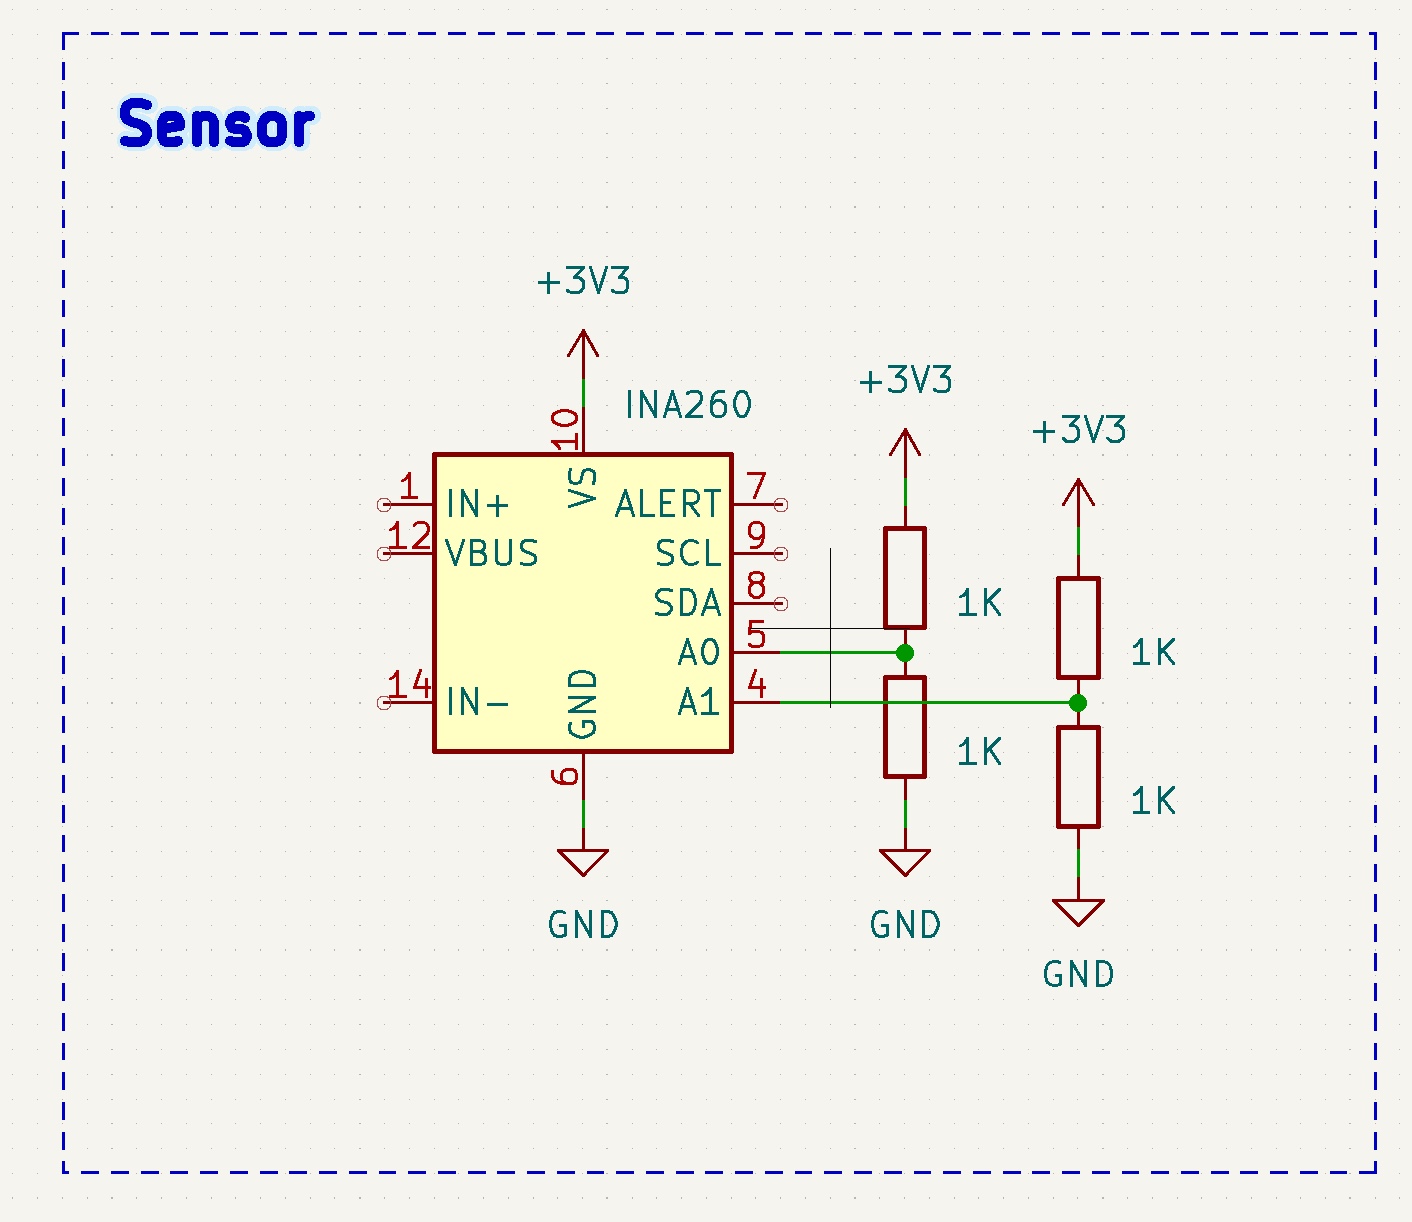 Sensor
+3V3
INA260
+3V3
+3V3
10
1
IN+
VS
ALERT
7
12
VBUS
SCL
9
SDA
8
1K
A0
5
1K
14
IN-
GND
A1
4
1K
6
1K
GND
GND
GND